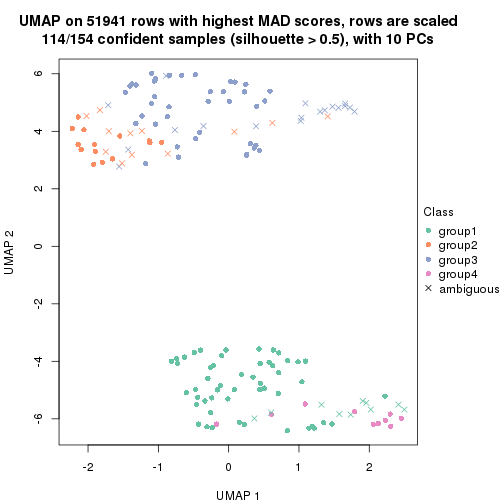 UMAP on 51941 rows with highest MAD scores, rows are scaled
114/154 confident samples (silhouette > 0.5), with 10 PCs
6
4
2
0
-2
-4
-6
UMAP 2
-2
-1
0
1
2
UMAP 1
Class
group1
group2
group3
group4
ambiguous